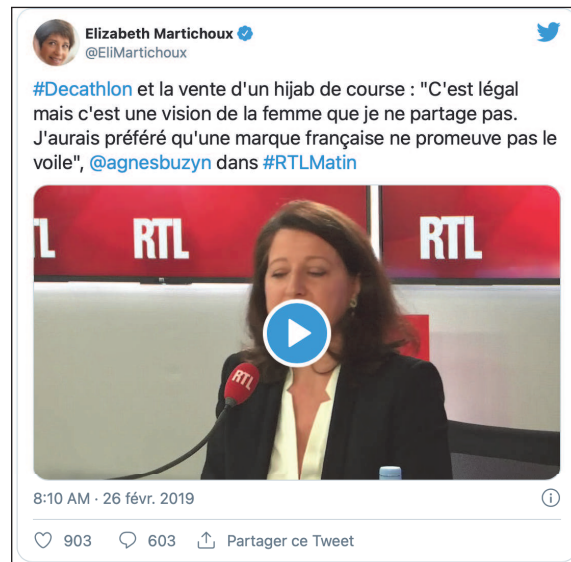 Elizabeth Martichoux
@EliMartichoux
#Decathlon et la vente d'un hijab de course : "C'est légal
mais c'est une vision de la femme que je ne partage pas.
J'aurais préféré qu'une marque française ne promeuve pas le
voile", @agnesbuzyn dans #RTLMatin
TL RTL RTL
RTL
8:10 AM · 26 févr. 2019
903 603 Partager ce Tweet